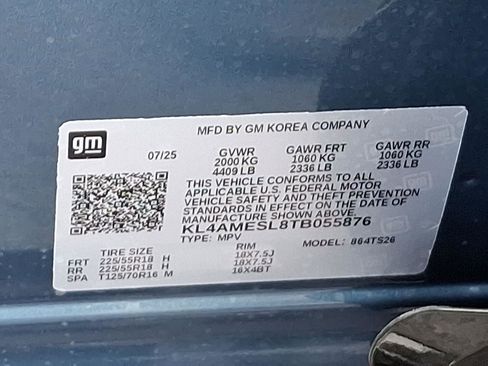 gm
MFD BY GM KOREA COMPANY
07/25 GVWR GAWR FRT GAWR RR
2000 KG 1060 KG 1060 KG
4409 LB 2336 LB 2336 LB
THIS VEHICLE CONFORMS TO ALL
APPLICABLE U.S. FEDERAL MOTOR
VEHICLE SAFETY AND THEFT PREVENTION
STANDARDS IN EFFECT ON THE DATE OF
MANUFACTURE SHOWN ABOVE.
KL4AMESL8TB055876
TYPE: MPV MODEL: 864TS26
TIRE SIZE RIM
FRT 225/55R18 H 18X7.5J
RR 225/55R18 H 18X7.5J
SPA T125/70R16 M 16X4BT